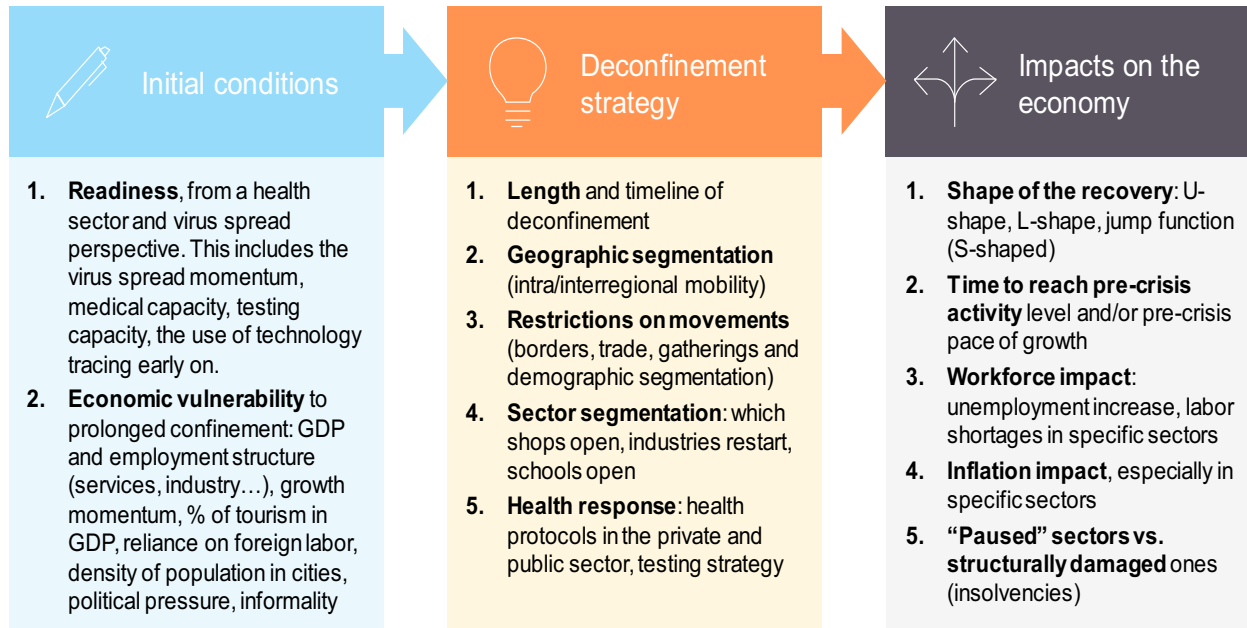 Initial conditions
1. Readiness, from a health
sector and virus spread
perspective. This includes the
virus spread momentum,
medical capacity, testing
capacity, the use of technology
tracing early on.
2. Economic vulnerability to
prolonged confinement: GDP
and employment structure
(services, industry…), growth
momentum, % of tourism in
GDP, reliance on foreign labor,
density of population in cities,
political pressure, informality
Deconfinement
strategy
1. Length and timeline of
deconfinement
2. Geographic segmentation
(intra/interregional mobility)
3. Restrictions on movements
(borders, trade, gatherings and
demographic segmentation)
4. Sector segmentation: which
shops open, industries restart,
schools open
5. Health response: health
protocols in the private and
public sector, testing strategy
Impacts on the
economy
1. Shape of the recovery: U-
shape, L-shape, jump function
(S-shaped)
2. Time to reach pre-crisis
activity level and/or pre-crisis
pace of growth
3. Workforce impact:
unemployment increase, labor
shortages in specific sectors
4. Inflation impact, especially in
specific sectors
5. “Paused” sectors vs.
structurally damaged ones
(insolvencies)